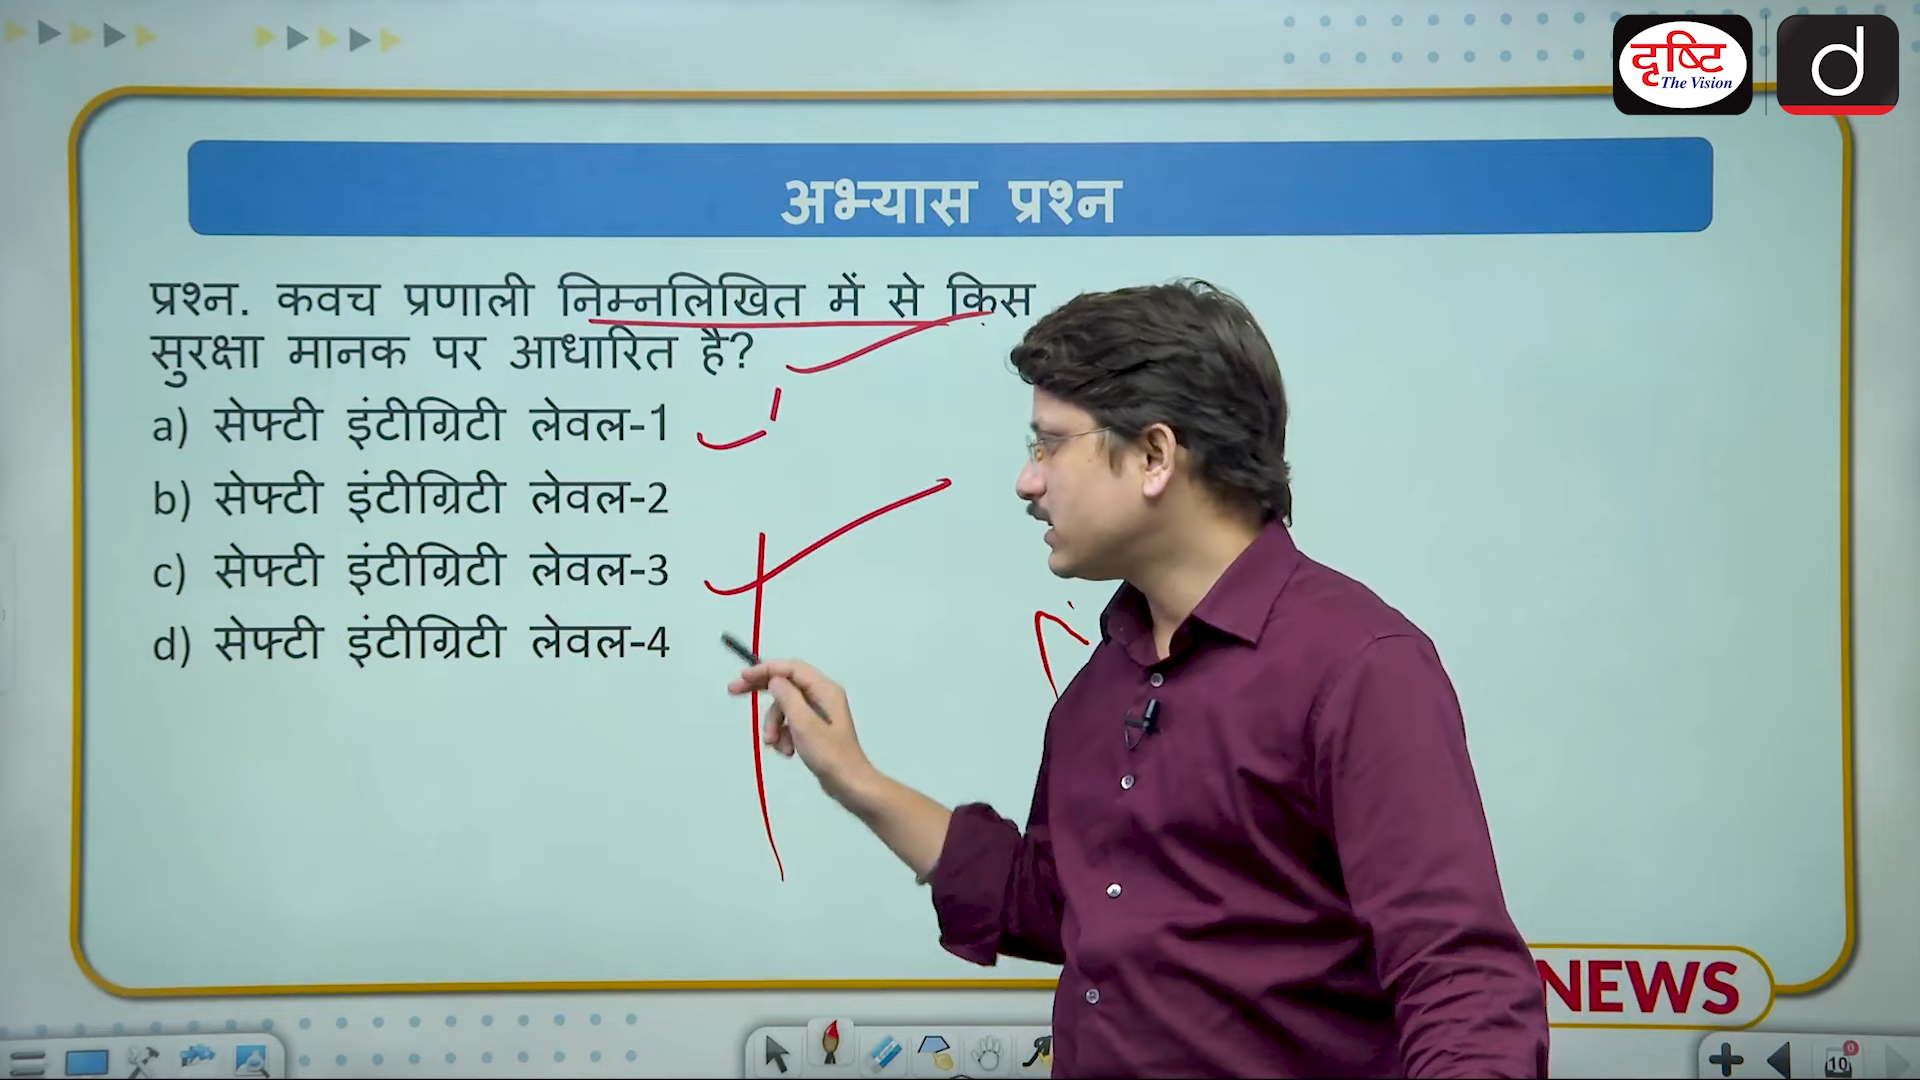 दृष्टि
The Vision
d
अभ्यास प्रश्न
प्रश्न. कवच प्रणाली निम्नलिखित में से किस
सुरक्षा मानक पर आधारित है?
a) सेफ्टी इंटीग्रिटी लेवल-1
b) सेफ्टी इंटीग्रिटी लेवल-2
c) सेफ्टी इंटीग्रिटी लेवल-3
d) सेफ्टी इंटीग्रिटी लेवल-4
NEWS
10